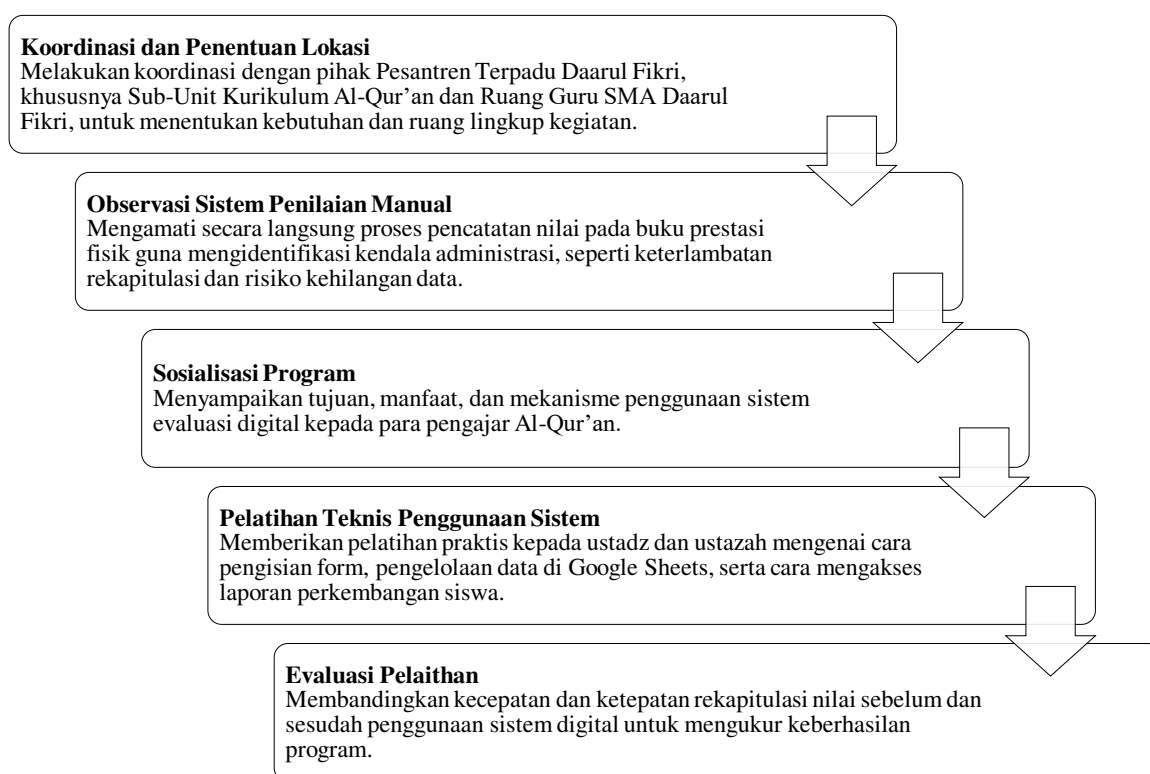 Koordinasi dan Penentuan Lokasi
Melakukan koordinasi dengan pihak Pesantren Terpadu Daarul Fikri,
khususnya Sub-Unit Kurikulum Al-Qur’an dan Ruang Guru SMA Daarul
Fikri, untuk menentukan kebutuhan dan ruang lingkup kegiatan.
Observasi Sistem Penilaian Manual
Mengamati secara langsung proses pencatatan nilai pada buku prestasi
fisik guna mengidentifikasi kendala administrasi, seperti keterlambatan
rekapitulasi dan risiko kehilangan data.
Sosialisasi Program
Menyampaikan tujuan, manfaat, dan mekanisme penggunaan sistem
evaluasi digital kepada para pengajar Al-Qur’an.
Pelatihan Teknis Penggunaan Sistem
Memberikan pelatihan praktis kepada ustadz dan ustazah mengenai cara
pengisian form, pengelolaan data di Google Sheets, serta cara mengakses
laporan perkembangan siswa.
Evaluasi Pelaithan
Membandingkan kecepatan dan ketepatan rekapitulasi nilai sebelum dan
sesudah penggunaan sistem digital untuk mengukur keberhasilan
program.